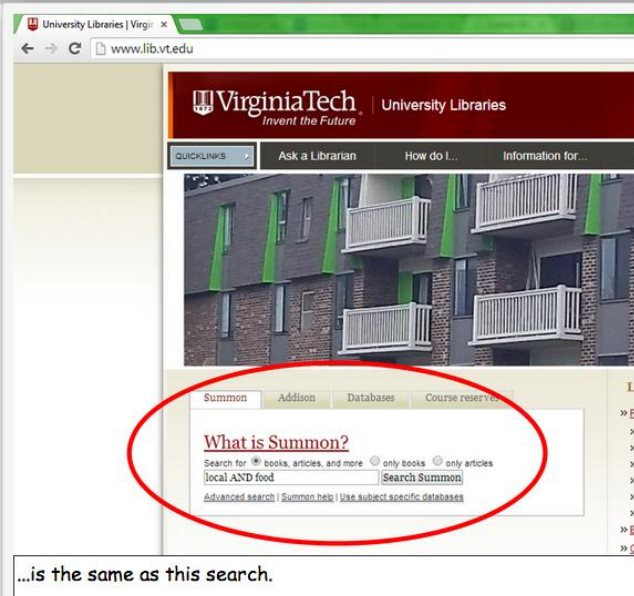 University Libraries | Virgir ×
www.lib.vt.edu
1872
VirginiaTech
Invent the Future
University Libraries
QUICKLINKS
Ask a Librarian
How do I...
Information for...
Summon
Addison
Databases
Course reserves
What is Summon?
Search for books, articles, and more only books only articles
local AND food
Search Summon
Advanced search | Summon help | Use subject specific databases
...is the same as this search.